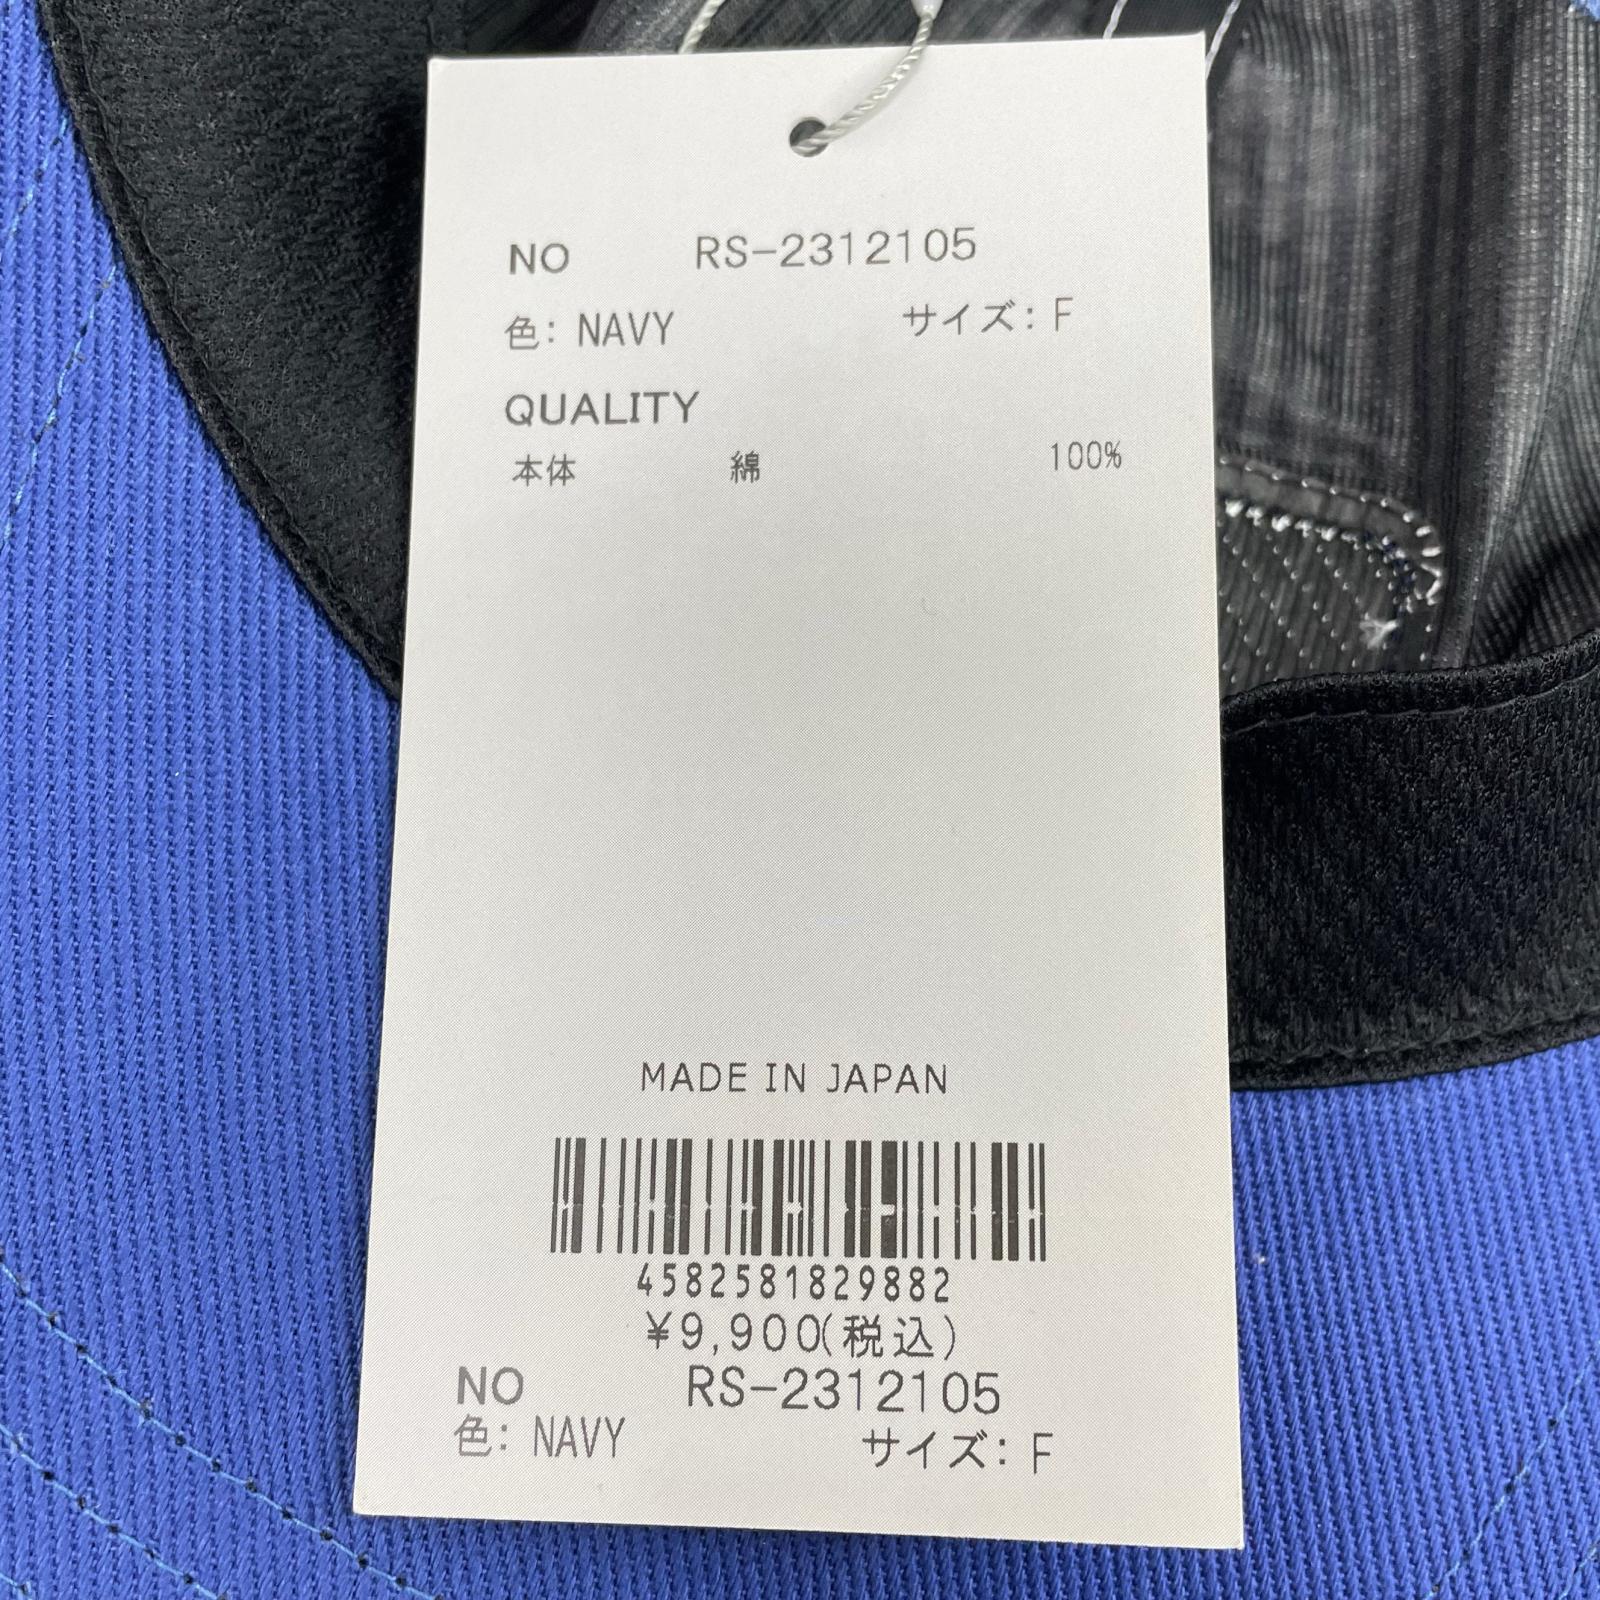 NO RS-2312105
色: NAVY サイズ: F
QUALITY
本体 綿 100%
MADE IN JAPAN
4582581829882
¥9,900(税込)
NO RS-2312105
色: NAVY サイズ: F